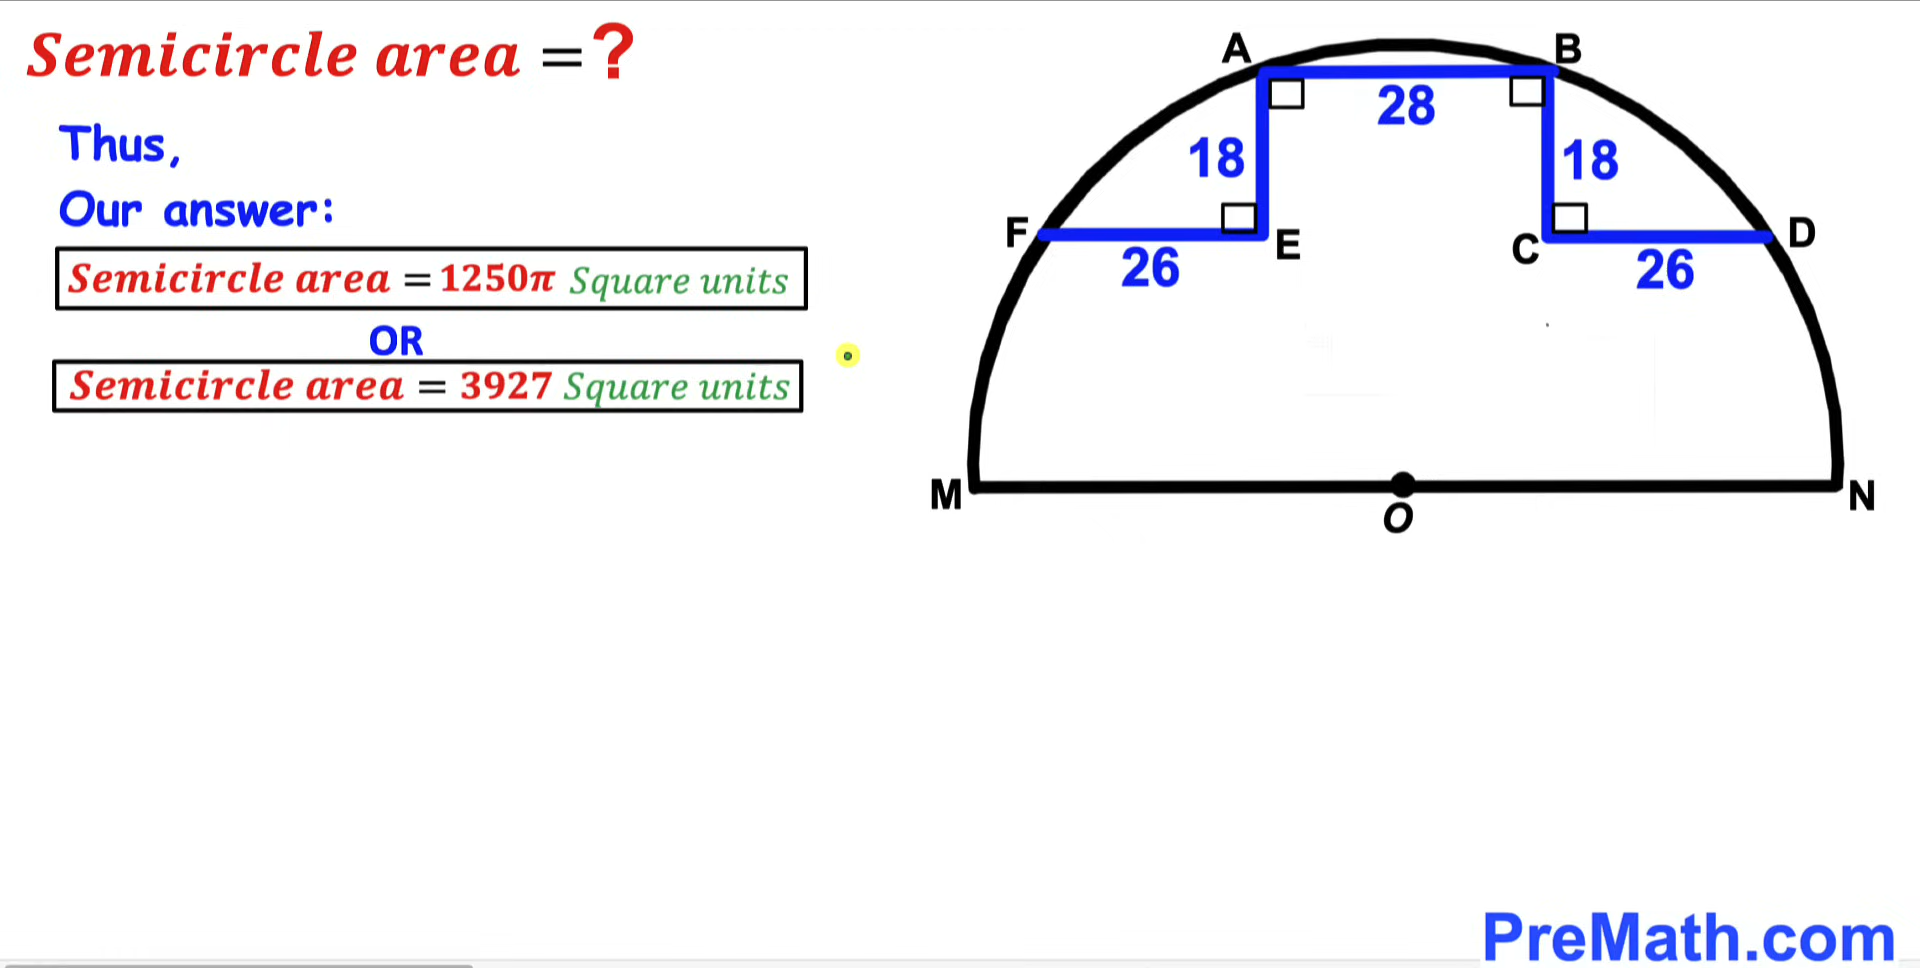 Semicircle area = ?
Thus,
Our answer:
Semicircle area = 1250π Square units
OR
Semicircle area = 3927 Square units
A
B
28
18
18
F
E
C
D
26
26
M
O
N
PreMath.com